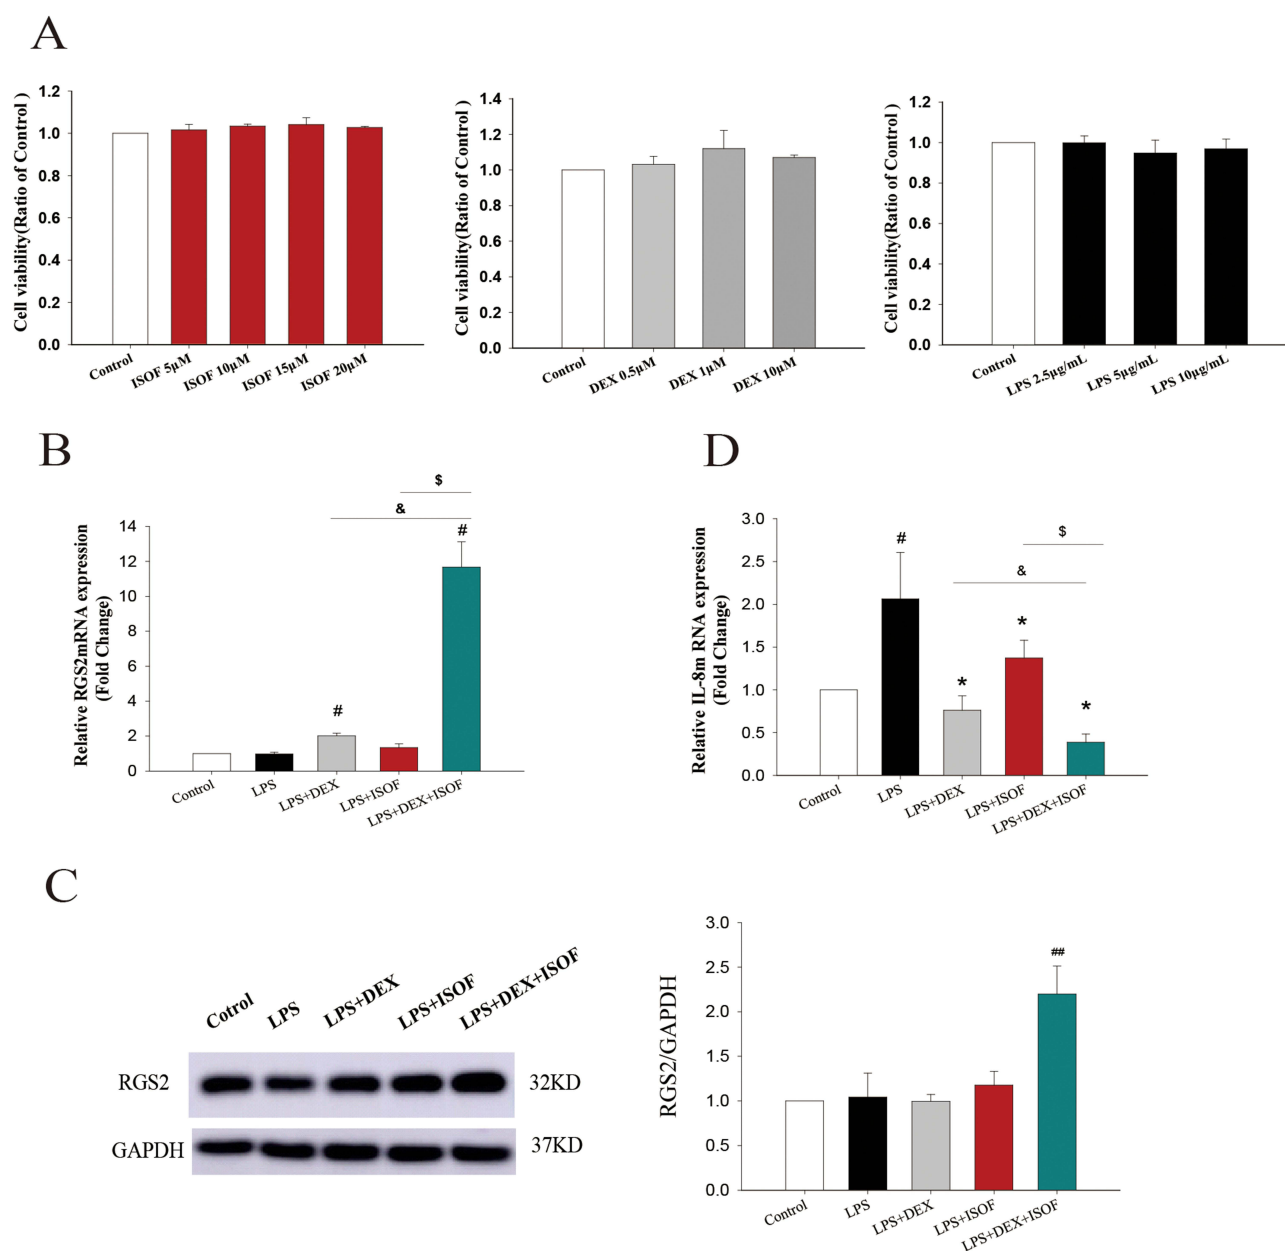 A
Cell viability(Ratio of Control )
1.2
1.0
0.8
0.6
0.4
0.2
0.0
Control
ISOF 5μM
ISOF 10μM
ISOF 15μM
ISOF 20μM
Cell viability(Ratio of Control )
1.4
1.2
1.0
0.8
0.6
0.4
0.2
0.0
Control
DEX 0.5μM
DEX 1μM
DEX 10μM
Cell viability(Ratio of Control )
1.2
1.0
0.8
0.6
0.4
0.2
0.0
Control
LPS 2.5μg/mL
LPS 5μg/mL
LPS 10μg/mL
B
Relative RGS2mRNA expression
(Fold Change)
14
12
10
8
6
4
2
0
$
&
#
#
Control
LPS
LPS+DEX
LPS+ISOF
LPS+DEX+ISOF
D
Relative IL-8m RNA expression
(Fold Change)
3.0
2.5
2.0
1.5
1.0
0.5
0.0
#
$
&
*
*
*
Control
LPS
LPS+DEX
LPS+ISOF
LPS+DEX+ISOF
C
Cotrol
LPS
LPS+DEX
LPS+ISOF
LPS+DEX+ISOF
RGS2
32KD
GAPDH
37KD
RGS2/GAPDH
3.0
2.5
2.0
1.5
1.0
0.5
0.0
##
Control
LPS
LPS+DEX
LPS+ISOF
LPS+DEX+ISOF